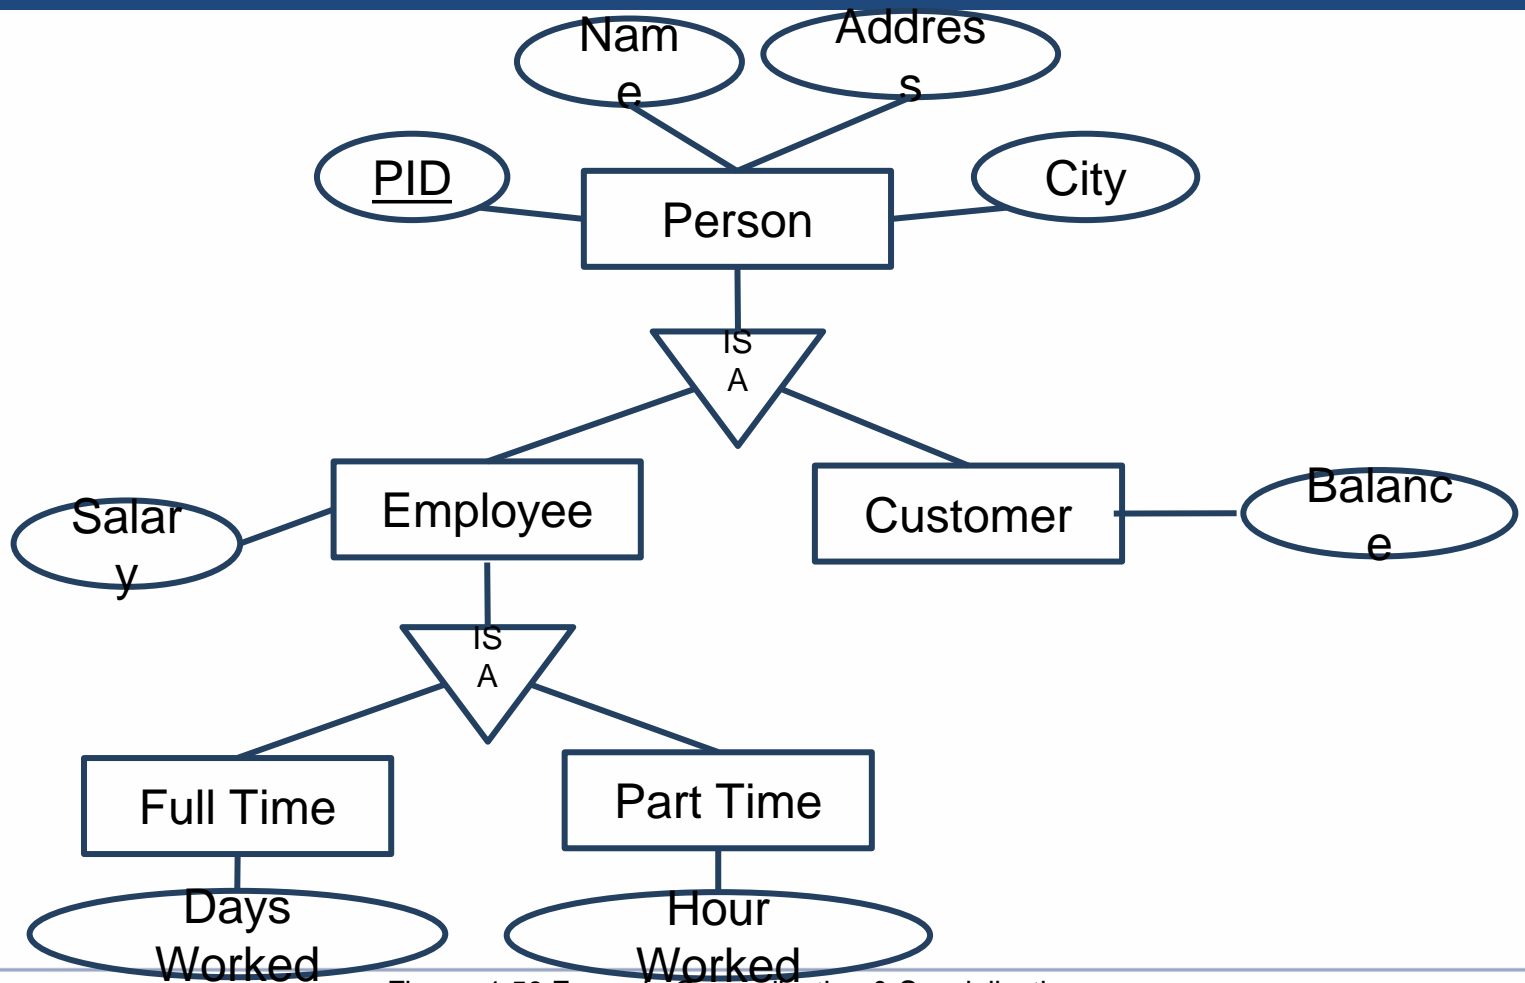 Nam
e
Addres
s
PID
City
Person
IS
A
Employee
Customer
Salar
y
Balanc
e
IS
A
Full Time
Part Time
Days
Worked
Hour
Worked